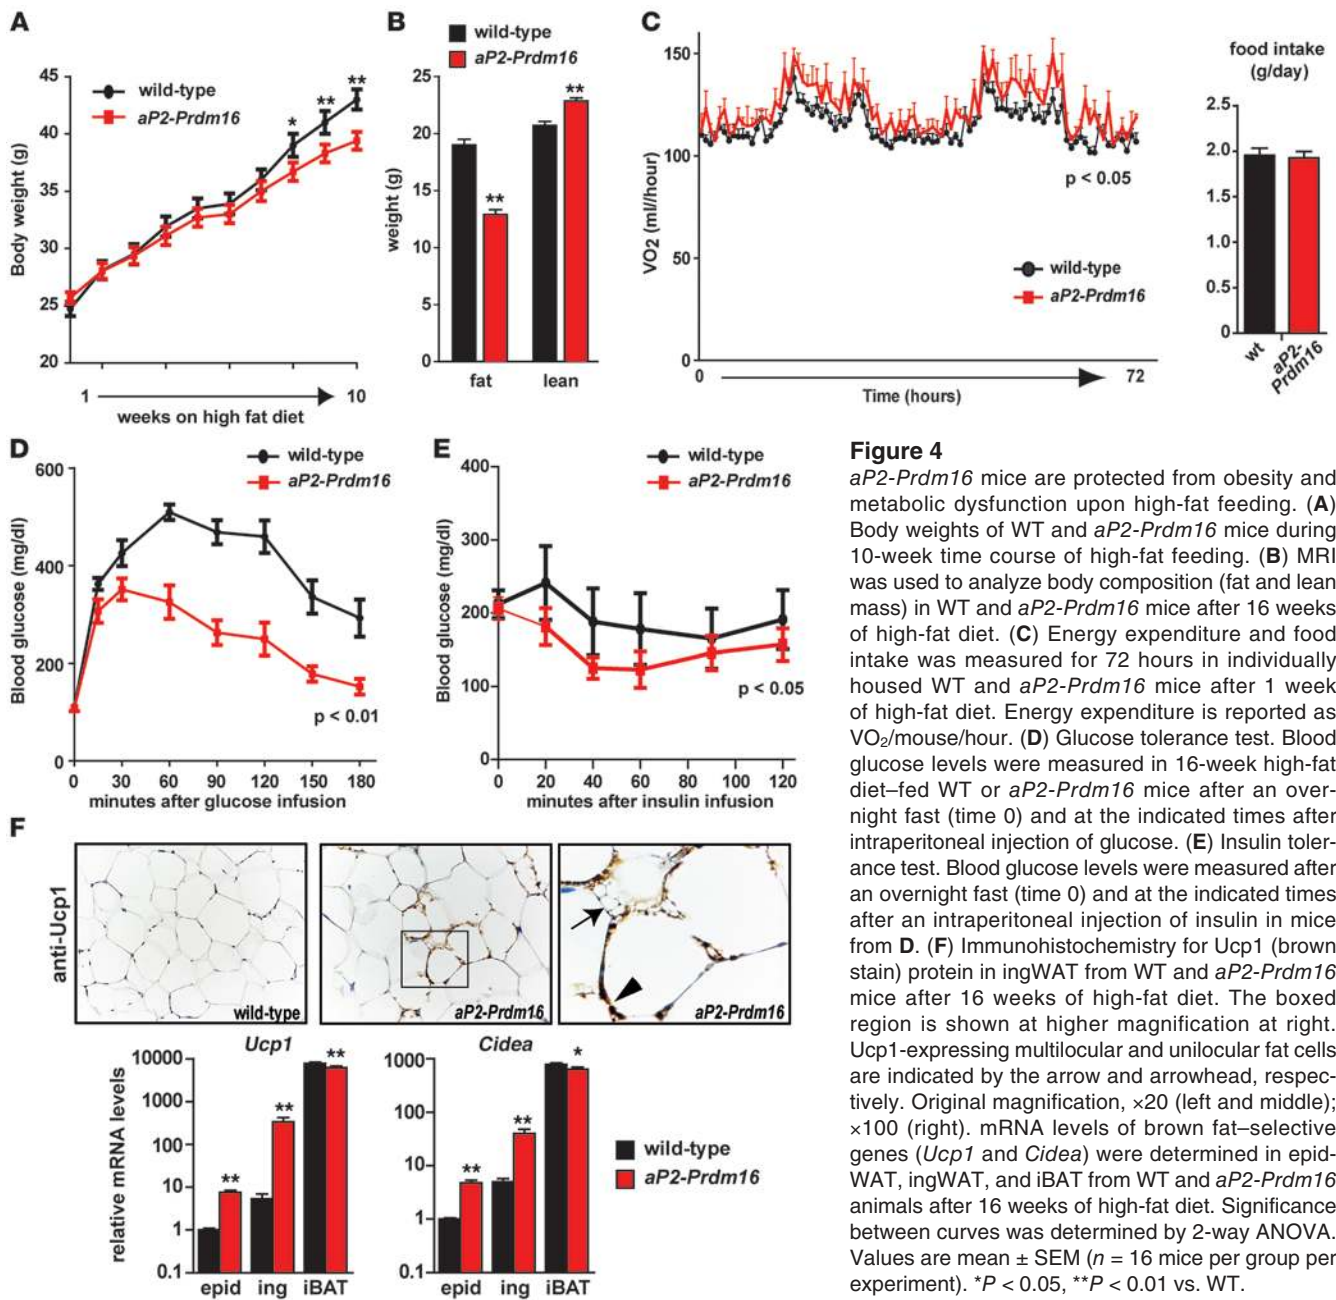 A
45
40
35
30
25
20
Body weight (g)
wild-type
aP2-Prdm16
*
**
**
1
10
weeks on high fat diet
B
wild-type
aP2-Prdm16
25
20
15
10
5
0
weight (g)
**
**
fat
lean
C
150
100
50
0
VO2 (ml/hour)
p < 0.05
wild-type
aP2-Prdm16
0
72
Time (hours)
food intake
(g/day)
2.5
2.0
1.5
1.0
0.5
0
wt
aP2-
Prdm16
D
600
400
200
0
Blood glucose (mg/dl)
wild-type
aP2-Prdm16
p < 0.01
0 30 60 90 120 150 180
minutes after glucose infusion
E
400
300
200
100
0
Blood glucose (mg/dl)
wild-type
aP2-Prdm16
p < 0.05
0 20 40 60 80 100 120
minutes after insulin infusion
F
anti-Ucp1
wild-type
aP2-Prdm16
aP2-Prdm16
Ucp1
10000
1000
100
10
1
0.1
relative mRNA levels
**
**
**
epid ing iBAT
Cidea
1000
100
10
1
0.1
**
**
*
epid ing iBAT
wild-type
aP2-Prdm16
Figure 4
aP2-Prdm16 mice are protected from obesity and
metabolic dysfunction upon high-fat feeding. (A)
Body weights of WT and aP2-Prdm16 mice during
10-week time course of high-fat feeding. (B) MRI
was used to analyze body composition (fat and lean
mass) in WT and aP2-Prdm16 mice after 16 weeks
of high-fat diet. (C) Energy expenditure and food
intake was measured for 72 hours in individually
housed WT and aP2-Prdm16 mice after 1 week
of high-fat diet. Energy expenditure is reported as
VO₂/mouse/hour. (D) Glucose tolerance test. Blood
glucose levels were measured in 16-week high-fat
diet–fed WT or aP2-Prdm16 mice after an over-
night fast (time 0) and at the indicated times after
intraperitoneal injection of glucose. (E) Insulin toler-
ance test. Blood glucose levels were measured after
an overnight fast (time 0) and at the indicated times
after an intraperitoneal injection of insulin in mice
from D. (F) Immunohistochemistry for Ucp1 (brown
stain) protein in ingWAT from WT and aP2-Prdm16
mice after 16 weeks of high-fat diet. The boxed
region is shown at higher magnification at right.
Ucp1-expressing multilocular and unilocular fat cells
are indicated by the arrow and arrowhead, respec-
tively. Original magnification, ×20 (left and middle);
×100 (right). mRNA levels of brown fat–selective
genes (Ucp1 and Cidea) were determined in epid-
WAT, ingWAT, and iBAT from WT and aP2-Prdm16
animals after 16 weeks of high-fat diet. Significance
between curves was determined by 2-way ANOVA.
Values are mean ± SEM (n = 16 mice per group per
experiment). *P < 0.05, **P < 0.01 vs. WT.